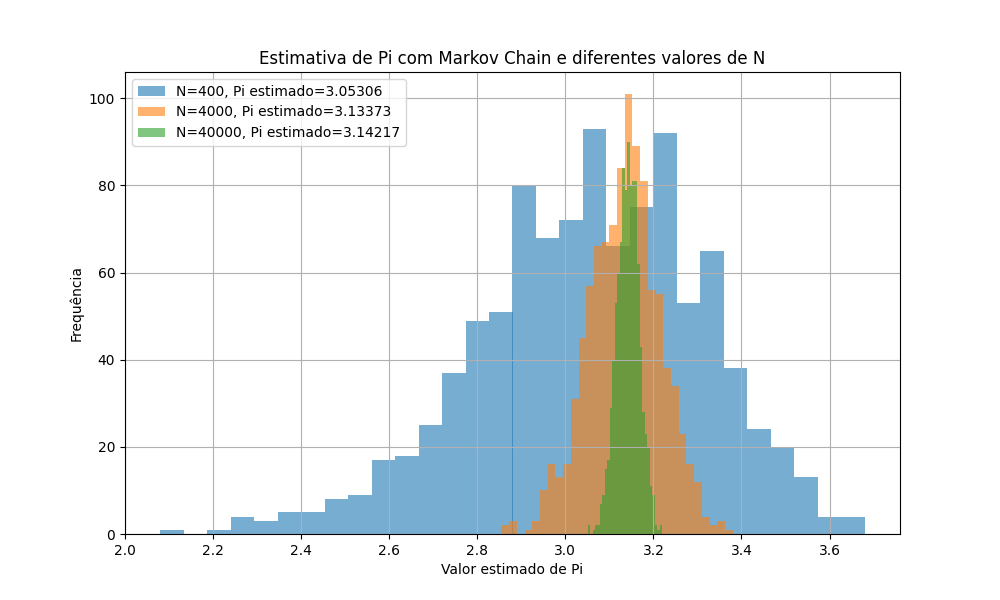 Estimativa de Pi com Markov Chain e diferentes valores de N
N=400, Pi estimado=3.05306
N=4000, Pi estimado=3.13373
N=40000, Pi estimado=3.14217
100
80
60
40
20
0
Frequência
2.0 2.2 2.4 2.6 2.8 3.0 3.2 3.4 3.6
Valor estimado de Pi